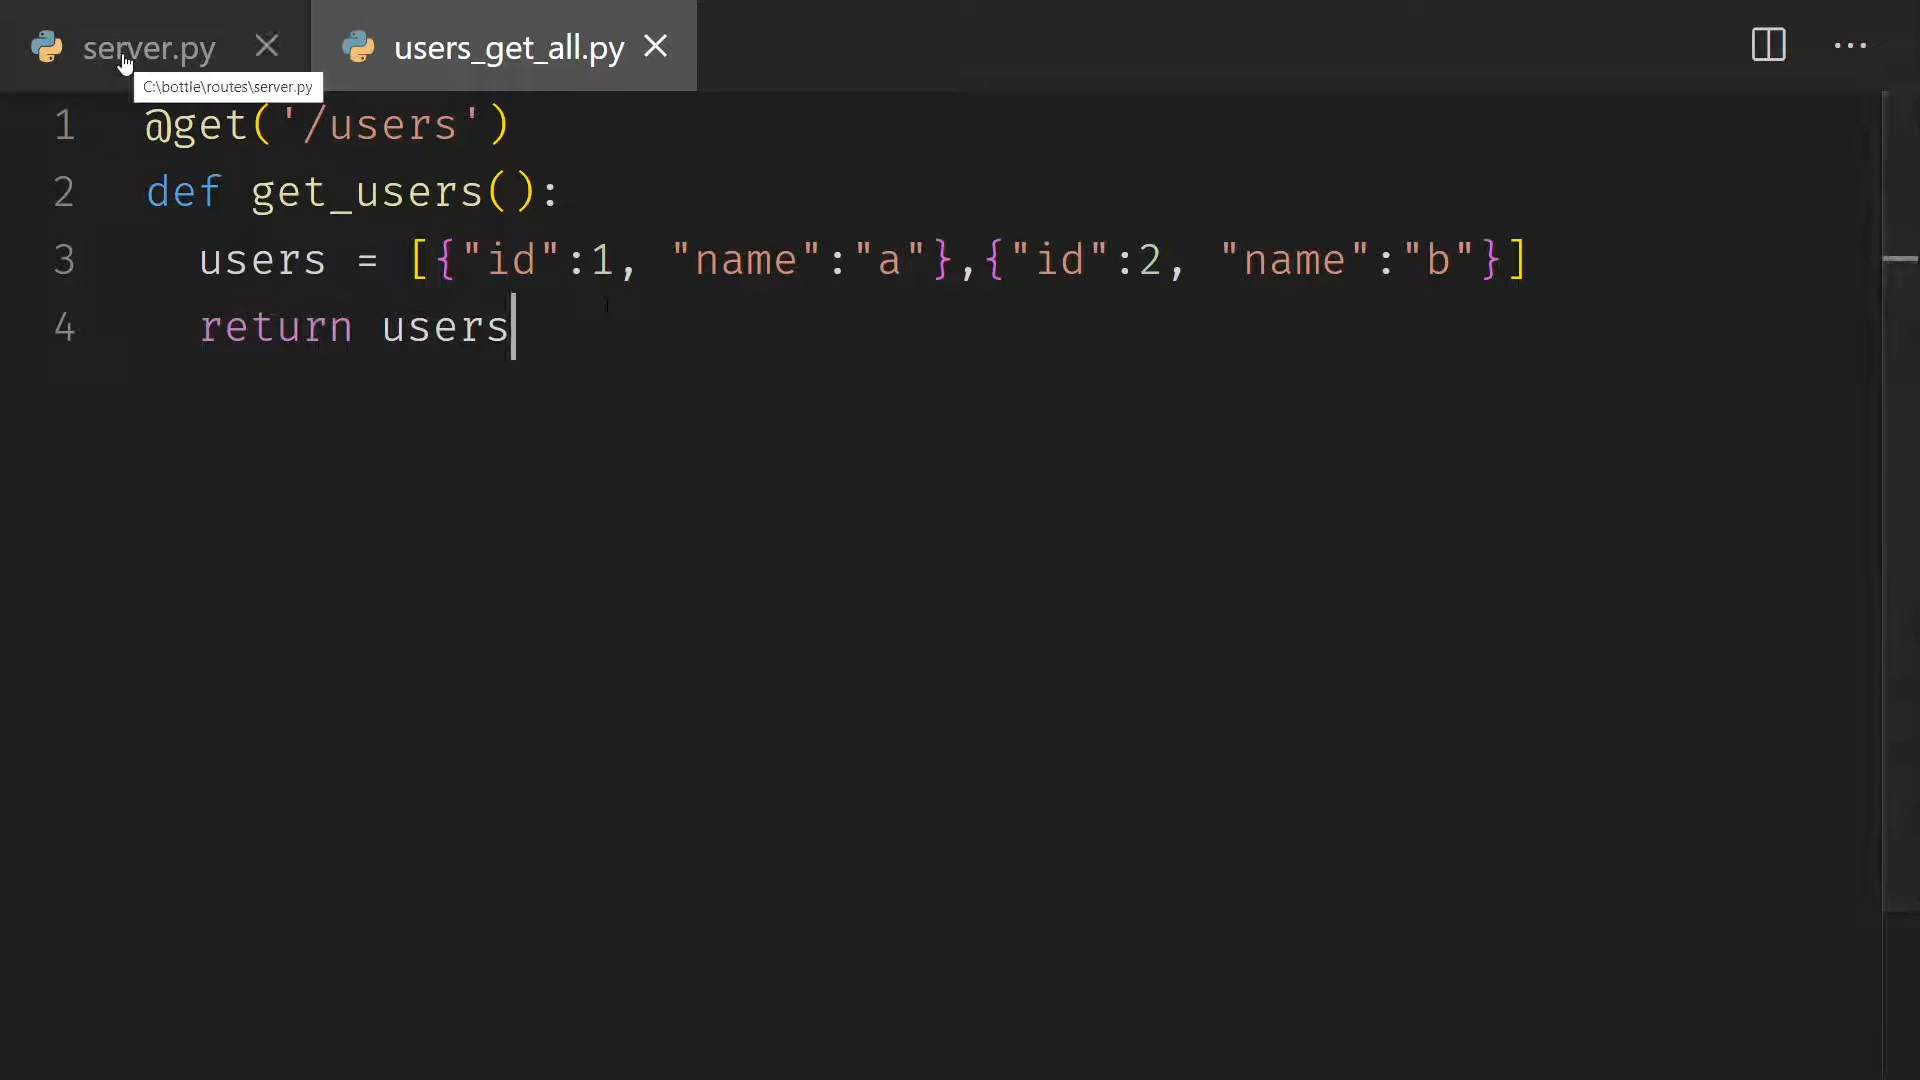 server.py users_get_all.py
C:\bottle\routes\server.py
1 @get('/users')
2 def get_users():
3 users = [{"id":1, "name":"a"},{"id":2, "name":"b"}]
4 return users